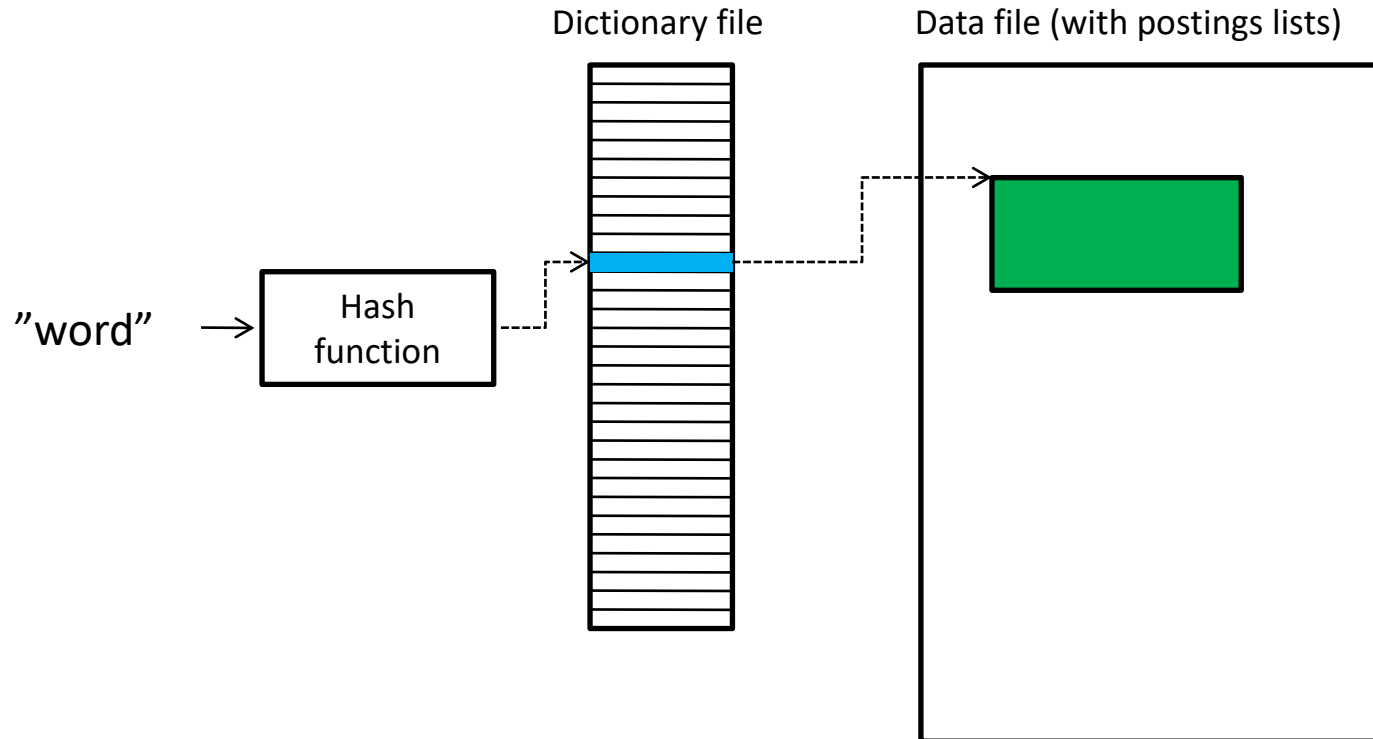 Dictionary file
Data file (with postings lists)
”word”
Hash
function